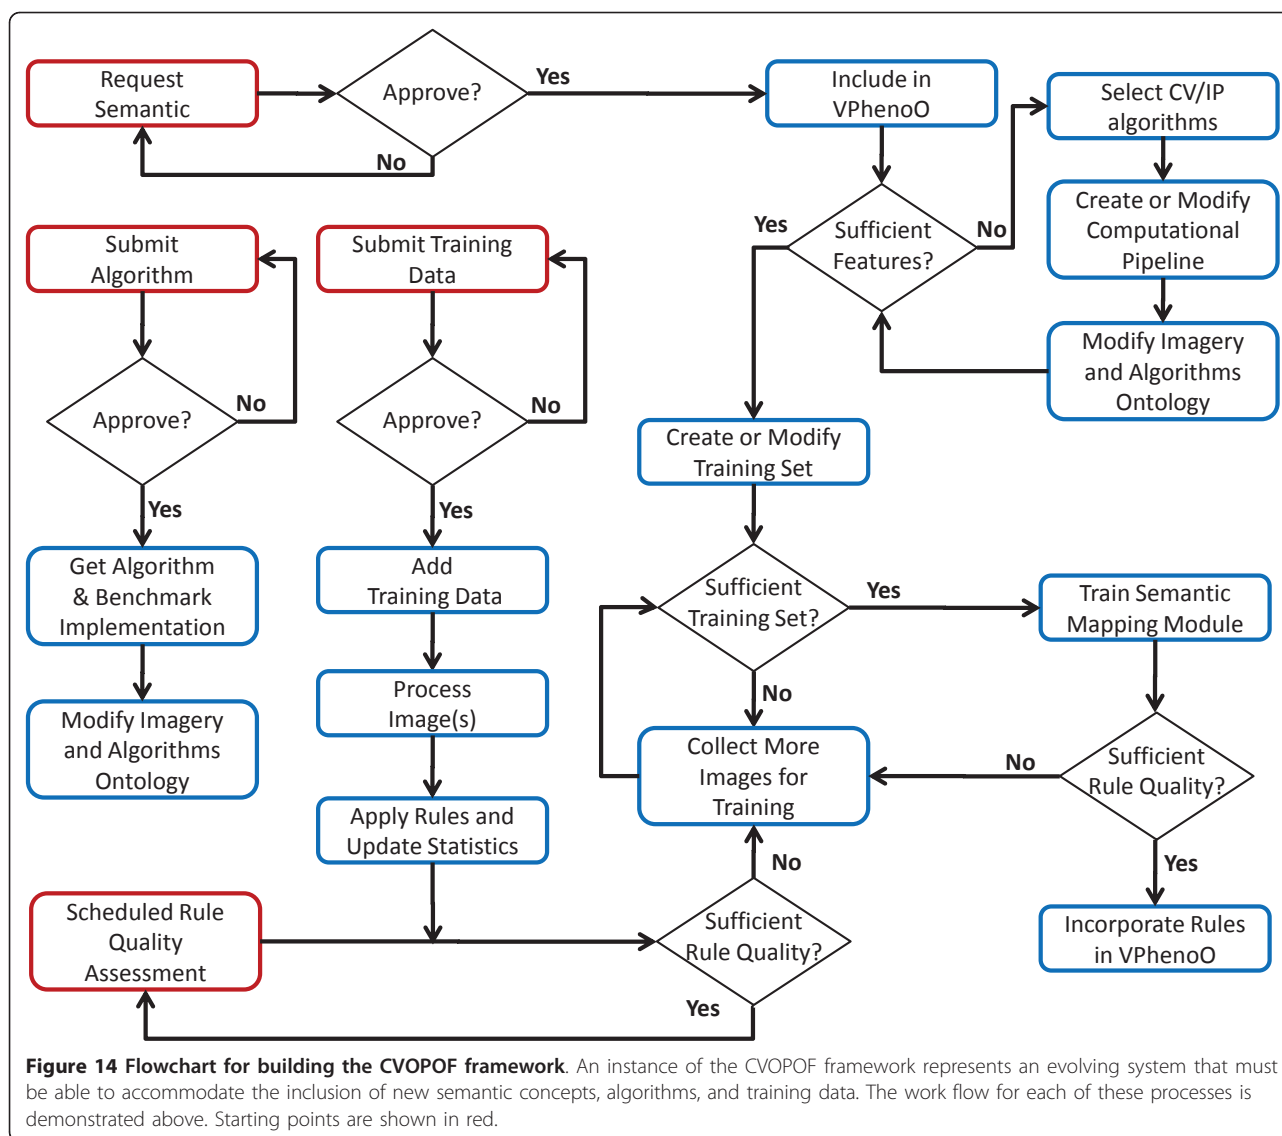 Request
Semantic
Approve?
Yes
No
Include in
VPhenoO
Select CV/IP
algorithms
Create or Modify
Computational
Pipeline
Modify Imagery
and Algorithms
Ontology
Sufficient
Features?
Yes
No
Submit
Algorithm
Approve?
No
Yes
Get Algorithm
& Benchmark
Implementation
Modify Imagery
and Algorithms
Ontology
Submit Training
Data
Approve?
No
Yes
Add
Training Data
Process
Image(s)
Apply Rules and
Update Statistics
Create or Modify
Training Set
Sufficient
Training Set?
Yes
No
Train Semantic
Mapping Module
Collect More
Images for
Training
No
Sufficient
Rule Quality?
Yes
Incorporate Rules
in VPhenoO
Scheduled Rule
Quality
Assessment
No
Sufficient
Rule Quality?
Yes
Figure 14 Flowchart for building the CVOPOF framework. An instance of the CVOPOF framework represents an evolving system that must
be able to accommodate the inclusion of new semantic concepts, algorithms, and training data. The work flow for each of these processes is
demonstrated above. Starting points are shown in red.